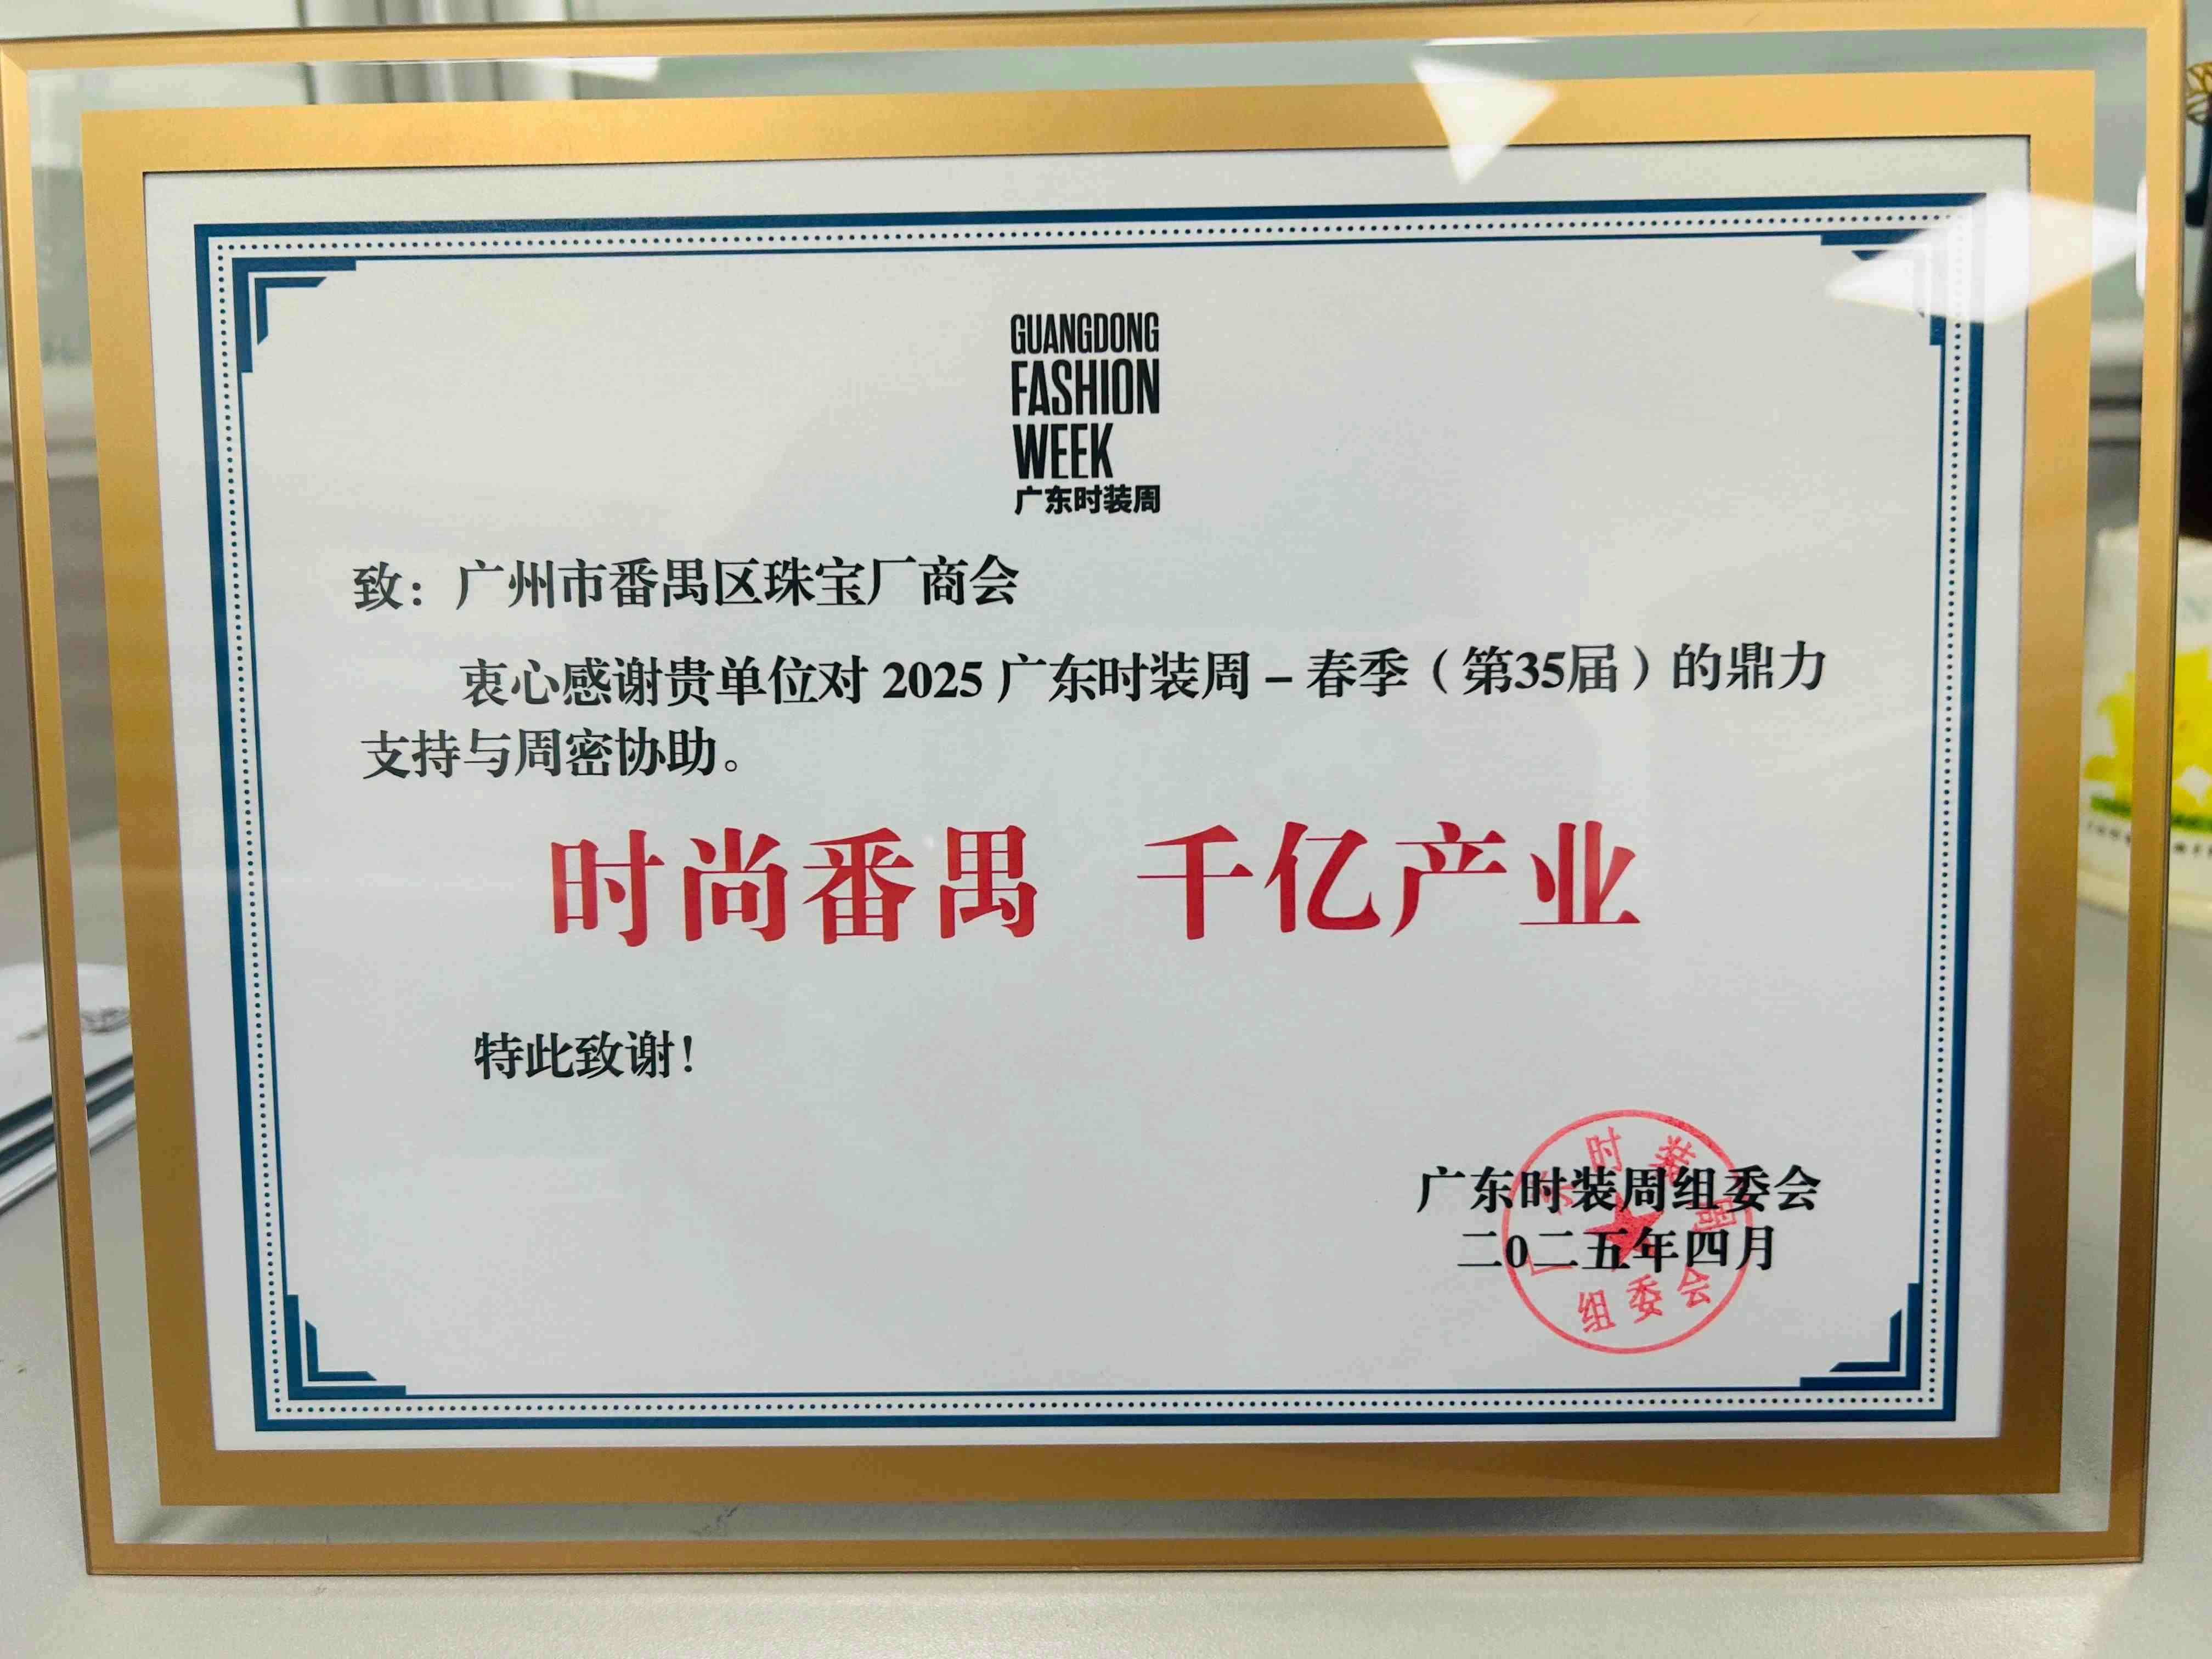 GUANGDONG
FASHION
WEEK
广东时装周
致：广州市番禺区珠宝厂商会
衷心感谢贵单位对 2025 广东时装周 – 春季（第35届）的鼎力
支持与周密协助。
时尚番禺 千亿产业
特此致谢！
广东时装周组委会
二0二五年四月
广东时装周
组委会